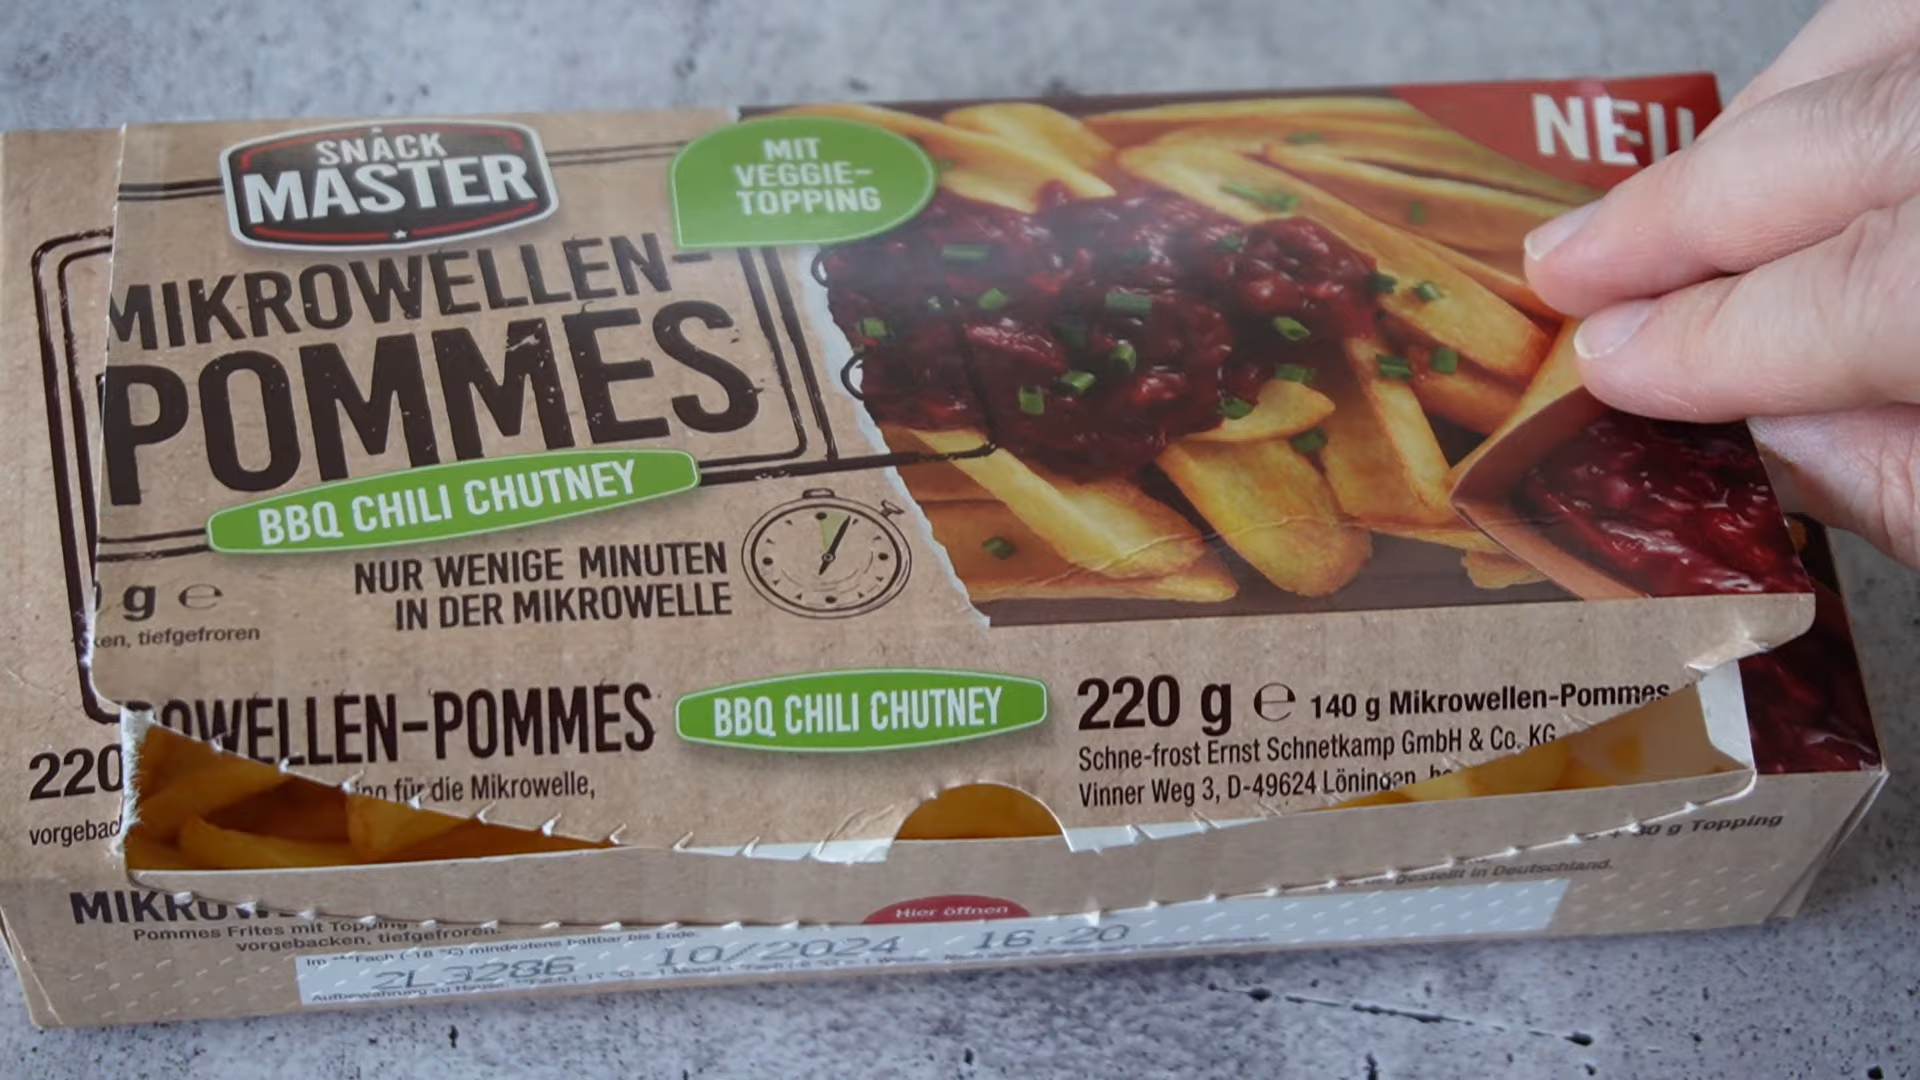 SNACK
MASTER
MIT
VEGGIE-
TOPPING
NEU
MIKROWELLEN-
POMMES
BBQ CHILI CHUTNEY
NUR WENIGE MINUTEN
IN DER MIKROWELLE
g e
tiefgefroren
OWELLEN-POMMES
BBQ CHILI CHUTNEY
220 g e 140 g Mikrowellen-Pommes
Schne-frost Ernst Schnetkamp GmbH & Co. KG
Vinner Weg 3, D-49624 Löningen
220
für die Mikrowelle,
vorgebac
g Topping
in Deutschland.
Hier öffnen
Pommes Frites mit Topping
vorgebacken, tiefgefroren.
mindestens haltbar bis Ende:
2L3286 10/2024 16:20